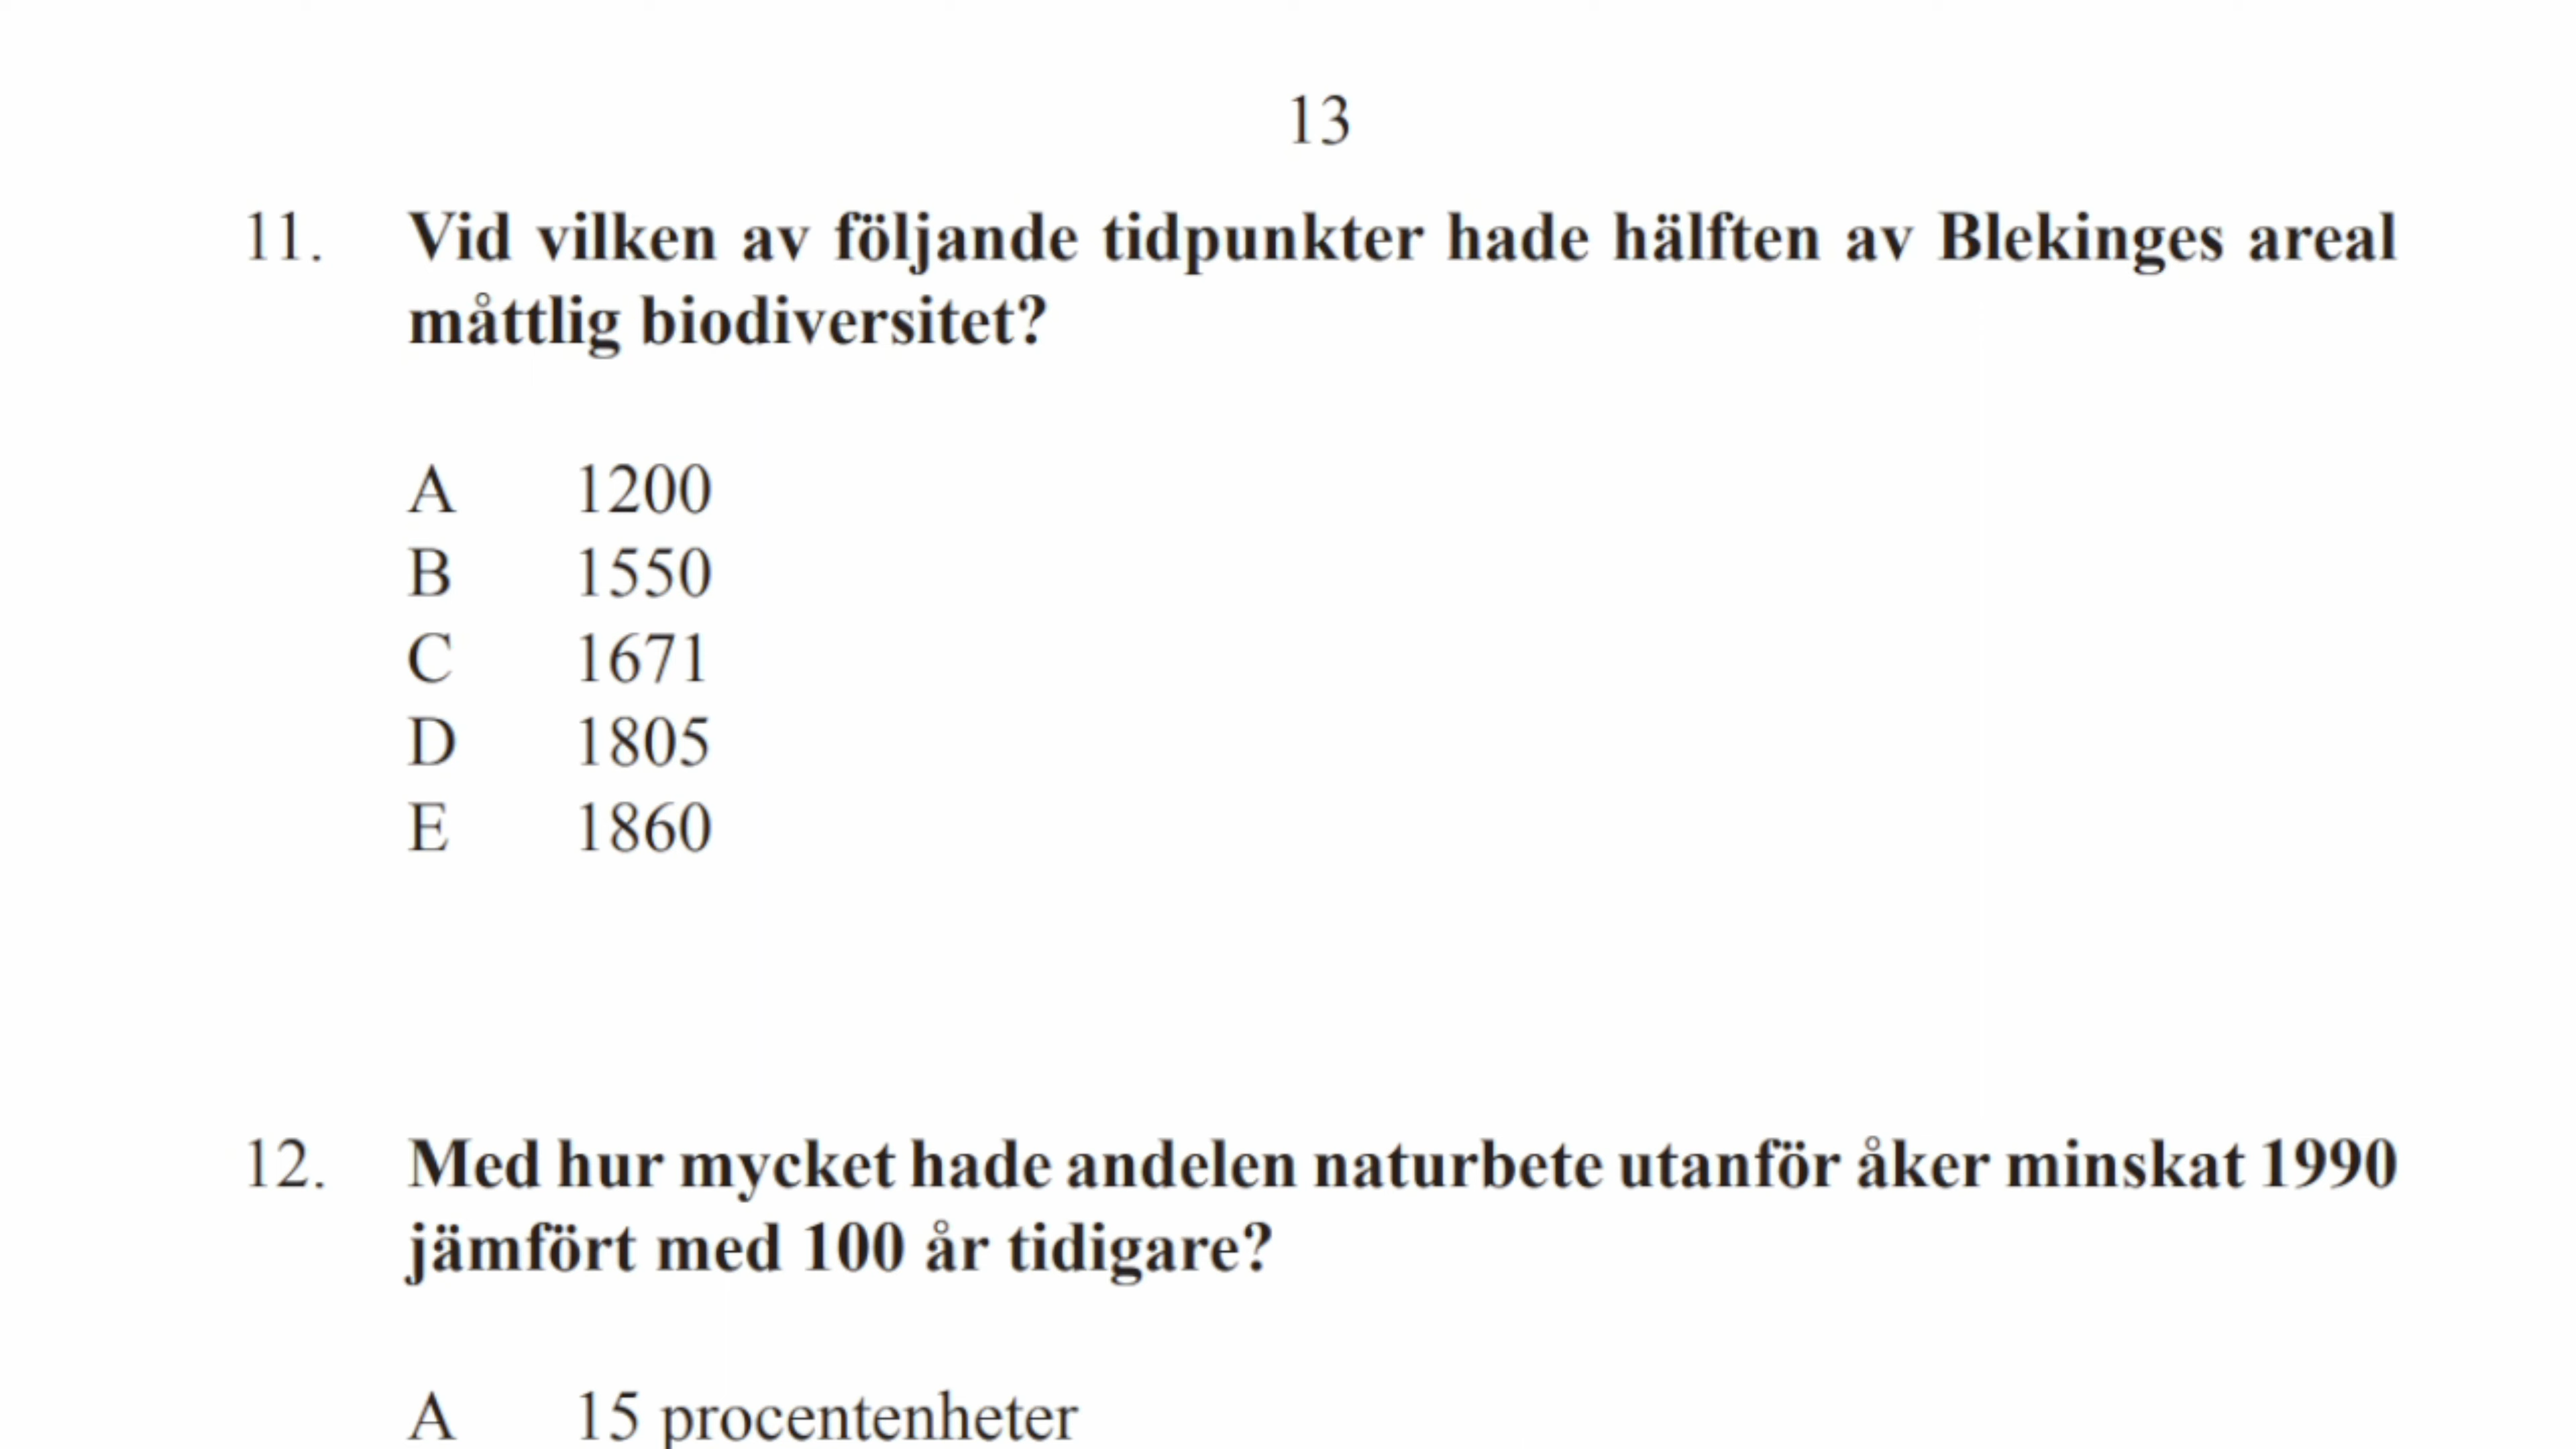 13
11. Vid vilken av följande tidpunkter hade hälften av Blekinges areal
måttlig biodiversitet?
A 1200
B 1550
C 1671
D 1805
E 1860
12. Med hur mycket hade andelen naturbete utanför åker minskat 1990
jämfört med 100 år tidigare?
A 15 procentenheter